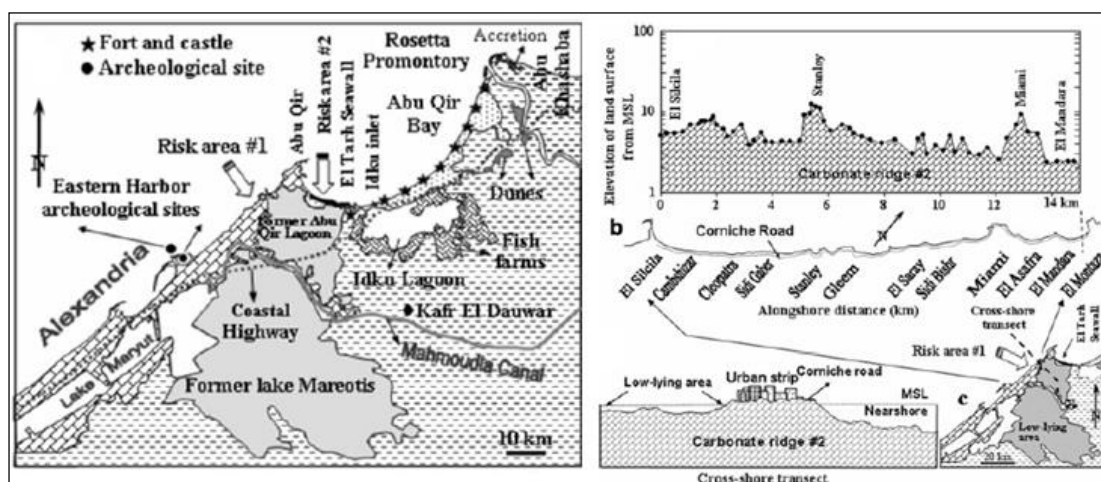 ★ Fort and castle
● Archeological site
Risk area #1
Eastern Harbor
archeological sites
Alexandria
Lake Maryut
N
Abu Qir
Risk area #2
El Tarh Seawall
Idku inlet
Rosetta
Promontory
Accretion
Abu
Khashaba
Abu Qir
Bay
Dunes
Former Abu
Qir Lagoon
Fish
farms
Idku Lagoon
Coastal
Highway
Kafr El Dauwar
Mahmoudia Canal
Former lake Mareotis
10 km
Elevation of land surface
from MSL
100
10
1
El Silcila
Stanley
Miami
El Mandara
Carbonate ridge #2
0 2 4 6 8 10 12 14 km
b
Corniche Road
N
El Silcila
Cleopatra
Sidi Gaber
Stanley
Gleem
El Saray
Sidi Bishr
Miami
El Asafra
El Mandara
El Montaza
Alongshore distance (km)
Cross-shore
transect
El Tarh
Seawall
Risk area #1
Low-lying area
Urban strip
Corniche road
MSL
Nearshore
Carbonate ridge #2
Cross-shore transect
c
Low-lying
area
20 km